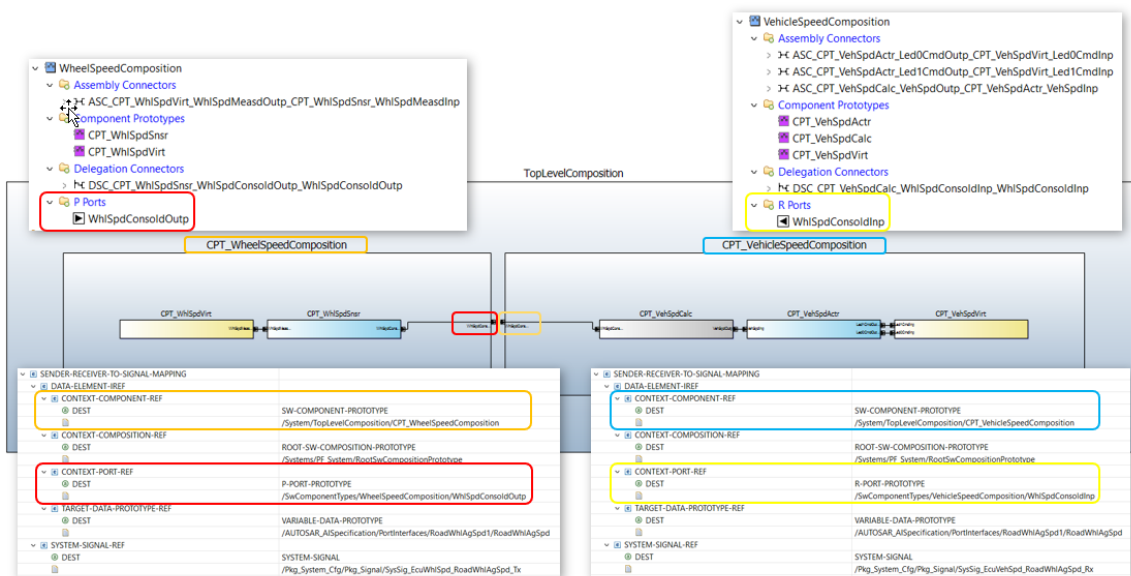 WheelSpeedComposition
Assembly Connectors
ASC_CPT_WhlSpdVirt_WhlSpdMeasdOutp_CPT_WhlSpdSnsr_WhlSpdMeasdInp
Component Prototypes
CPT_WhlSpdSnsr
CPT_WhlSpdVirt
Delegation Connectors
DSC_CPT_WhlSpdSnsr_WhlSpdConsoldOutp_WhlSpdConsoldOutp
P Ports
WhlSpdConsoldOutp
VehicleSpeedComposition
Assembly Connectors
ASC_CPT_VehSpdActr_Led0CmdOutp_CPT_VehSpdVirt_Led0CmdInp
ASC_CPT_VehSpdActr_Led1CmdOutp_CPT_VehSpdVirt_Led1CmdInp
ASC_CPT_VehSpdCalc_VehSpdOutp_CPT_VehSpdActr_VehSpdInp
Component Prototypes
CPT_VehSpdActr
CPT_VehSpdCalc
CPT_VehSpdVirt
Delegation Connectors
DSC_CPT_VehSpdCalc_WhlSpdConsoldInp_WhlSpdConsoldInp
R Ports
WhlSpdConsoldInp
TopLevelComposition
CPT_WheelSpeedComposition
CPT_VehicleSpeedComposition
CPT_WhlSpdVirt
CPT_WhlSpdSnsr
CPT_VehSpdCalc
CPT_VehSpdActr
CPT_VehSpdVirt
SENDER-RECEIVER-TO-SIGNAL-MAPPING
DATA-ELEMENT-IREF
CONTEXT-COMPONENT-REF
DEST SW-COMPONENT-PROTOTYPE
/System/TopLevelComposition/CPT_WheelSpeedComposition
CONTEXT-COMPOSITION-REF
DEST ROOT-SW-COMPOSITION-PROTOTYPE
/Systems/PF_System/RootSwCompositionPrototype
CONTEXT-PORT-REF
DEST P-PORT-PROTOTYPE
/SwComponentTypes/WheelSpeedComposition/WhlSpdConsoldOutp
TARGET-DATA-PROTOTYPE-REF
DEST VARIABLE-DATA-PROTOTYPE
/AUTOSAR_AISpecification/PortInterfaces/RoadWhlAgSpd1/RoadWhlAgSpd
SYSTEM-SIGNAL-REF
DEST SYSTEM-SIGNAL
/Pkg_System_Cfg/Pkg_Signal/SysSig_EcuWhlSpd_RoadWhlAgSpd_Tx
SENDER-RECEIVER-TO-SIGNAL-MAPPING
DATA-ELEMENT-IREF
CONTEXT-COMPONENT-REF
DEST SW-COMPONENT-PROTOTYPE
/System/TopLevelComposition/CPT_VehicleSpeedComposition
CONTEXT-COMPOSITION-REF
DEST ROOT-SW-COMPOSITION-PROTOTYPE
/Systems/PF_System/RootSwCompositionPrototype
CONTEXT-PORT-REF
DEST R-PORT-PROTOTYPE
/SwComponentTypes/VehicleSpeedComposition/WhlSpdConsoldInp
TARGET-DATA-PROTOTYPE-REF
DEST VARIABLE-DATA-PROTOTYPE
/AUTOSAR_AISpecification/PortInterfaces/RoadWhlAgSpd1/RoadWhlAgSpd
SYSTEM-SIGNAL-REF
DEST SYSTEM-SIGNAL
/Pkg_System_Cfg/Pkg_Signal/SysSig_EcuVehSpd_RoadWhlAgSpd_Rx